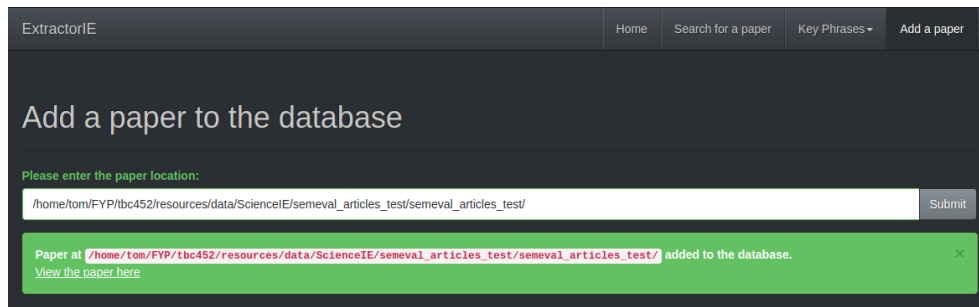 ExtractorIE Home Search for a paper Key Phrases Add a paper
Add a paper to the database
Please enter the paper location:
/home/tom/FYP/tbc452/resources/data/ScienceIE/semeval_articles_test/semeval_articles_test/ Submit
Paper at /home/tom/FYP/tbc452/resources/data/ScienceIE/semeval_articles_test/semeval_articles_test/ added to the database. ×
View the paper here